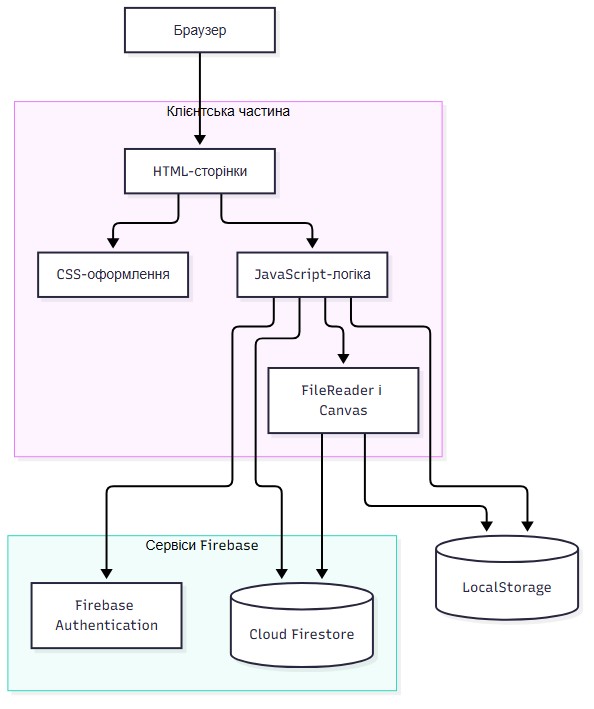 Браузер
Клієнтська частина
HTML-сторінки
CSS-оформлення
JavaScript-логіка
FileReader і
Canvas
Сервіси Firebase
LocalStorage
Firebase
Authentication
Cloud Firestore